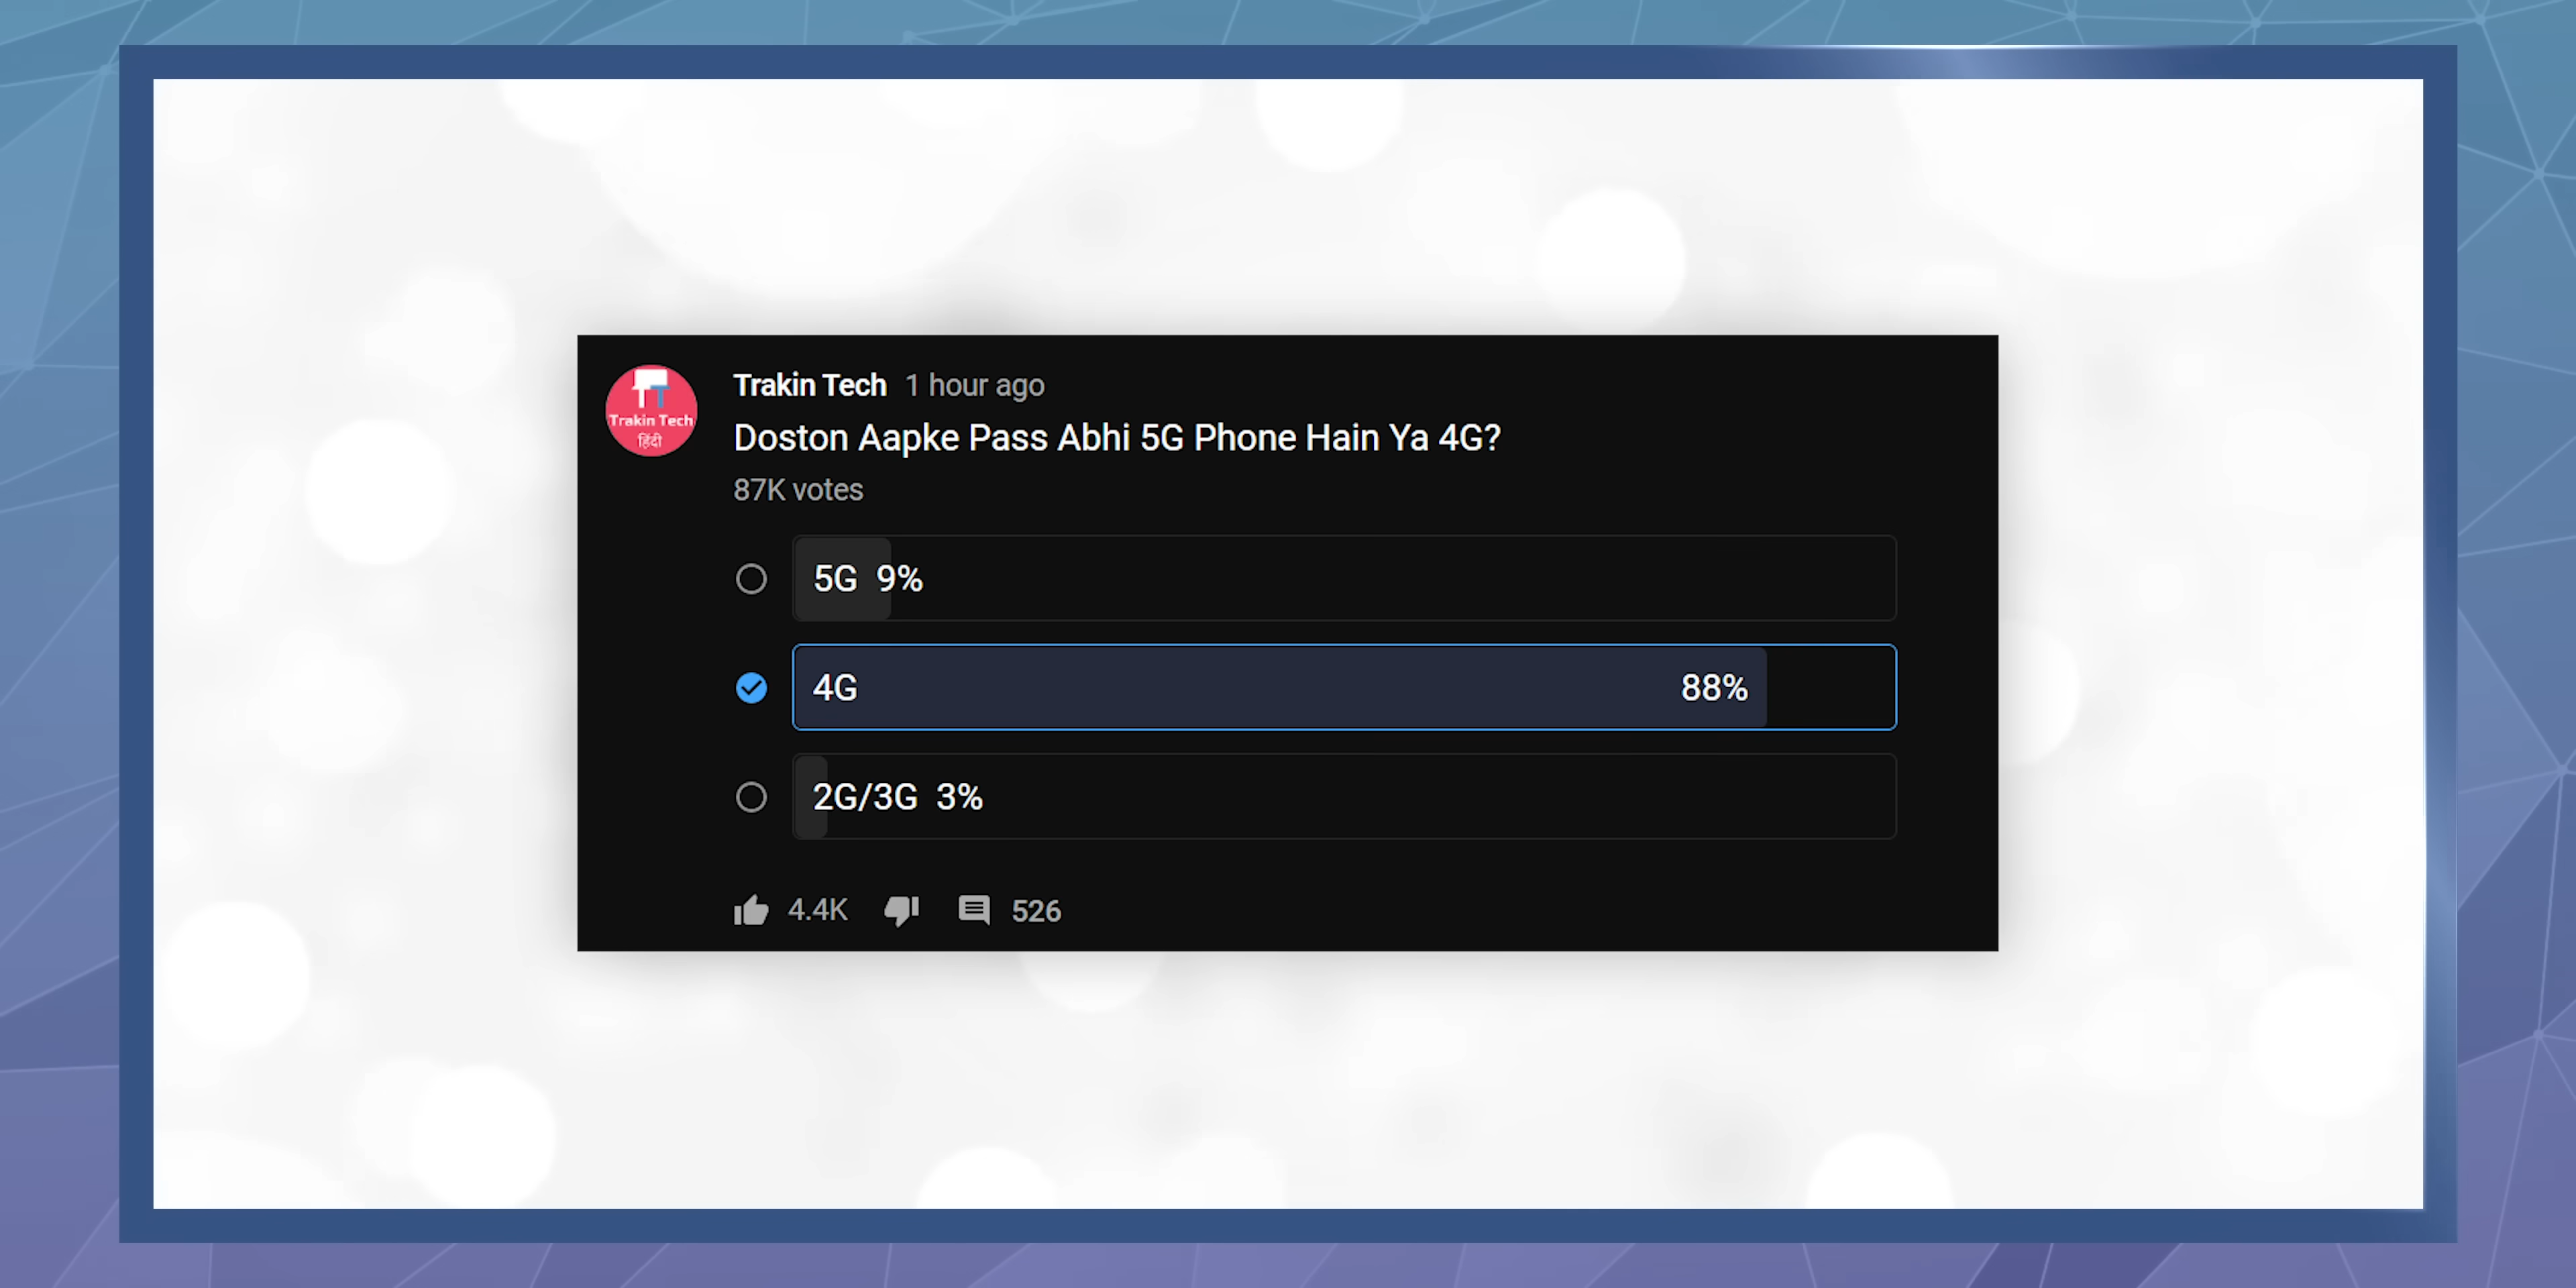 Trakin Tech 1 hour ago
Trakin Tech
हिंदी
Doston Aapke Pass Abhi 5G Phone Hain Ya 4G?
87K votes
5G 9%
4G 88%
2G/3G 3%
4.4K 526